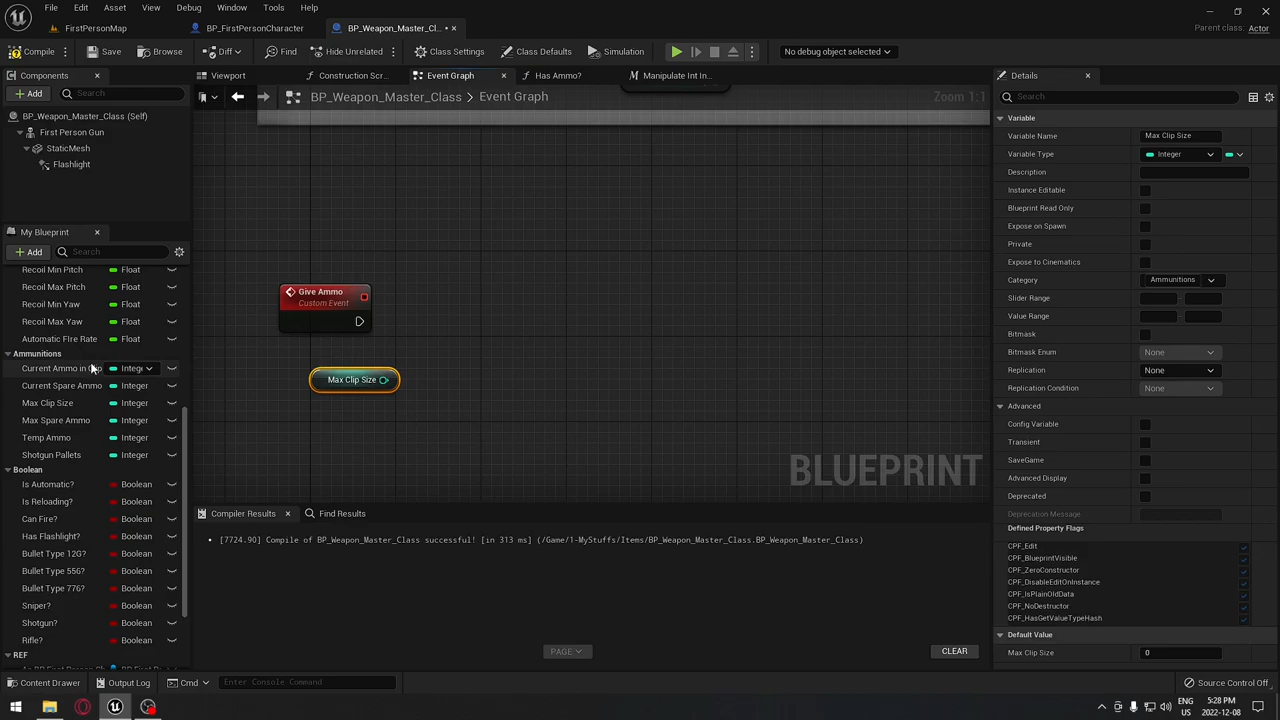 File Edit Asset View Debug Window Tools Help
Parent class: Actor
FirstPersonMap
BP_FirstPersonCharacter
BP_Weapon_Master_Cl... •
Compile
Save
Browse
Diff
Find
Hide Unrelated
Class Settings
Class Defaults
Simulation
No debug object selected
Components
Viewport
Construction Scr...
Event Graph
Has Ammo?
Manipulate Int In...
Details
+ Add
Search
BP_Weapon_Master_Class > Event Graph
Zoom 1:1
Search
BP_Weapon_Master_Class (Self)
First Person Gun
StaticMesh
Flashlight
My Blueprint
+ Add
Search
Recoil Min Pitch Float
Recoil Max Pitch Float
Recoil Min Yaw Float
Recoil Max Yaw Float
Automatic FIre Rate Float
Ammunitions
Current Ammo in
Current Spare Ammo Integer
Max Clip Size Integer
Max Spare Ammo Integer
Temp Ammo Integer
Shotgun Pallets Integer
Boolean
Is Automatic? Boolean
Is Reloading? Boolean
Can Fire? Boolean
Has Flashlight? Boolean
Bullet Type 12G? Boolean
Bullet Type 556? Boolean
Bullet Type 776? Boolean
Sniper? Boolean
Shotgun? Boolean
Rifle? Boolean
REF
Give Ammo
Custom Event
Max Clip Size
BLUEPRINT
Compiler Results
Find Results
• [7724.90] Compile of BP_Weapon_Master_Class successful! [in 313 ms] (/Game/1-MyStuffs/Items/BP_Weapon_Master_Class.BP_Weapon_Master_Class)
PAGE
CLEAR
Variable
Variable Name Max Clip Size
Variable Type Integer
Description
Instance Editable
Blueprint Read Only
Expose on Spawn
Private
Expose to Cinematics
Category Ammunitions
Slider Range
Value Range
Bitmask
Bitmask Enum None
Replication None
Replication Condition None
Advanced
Config Variable
Transient
SaveGame
Advanced Display
Deprecated
Deprecation Message
Defined Property Flags
CPF_Edit
CPF_BlueprintVisible
CPF_ZeroConstructor
CPF_DisableEditOnInstance
CPF_IsPlainOldData
CPF_NoDestructor
CPF_HasGetValueTypeHash
Default Value
Max Clip Size 0
Content Drawer
Output Log
Cmd
Enter Console Command
Source Control Off
ENG
US
5:28 PM
2022-12-08